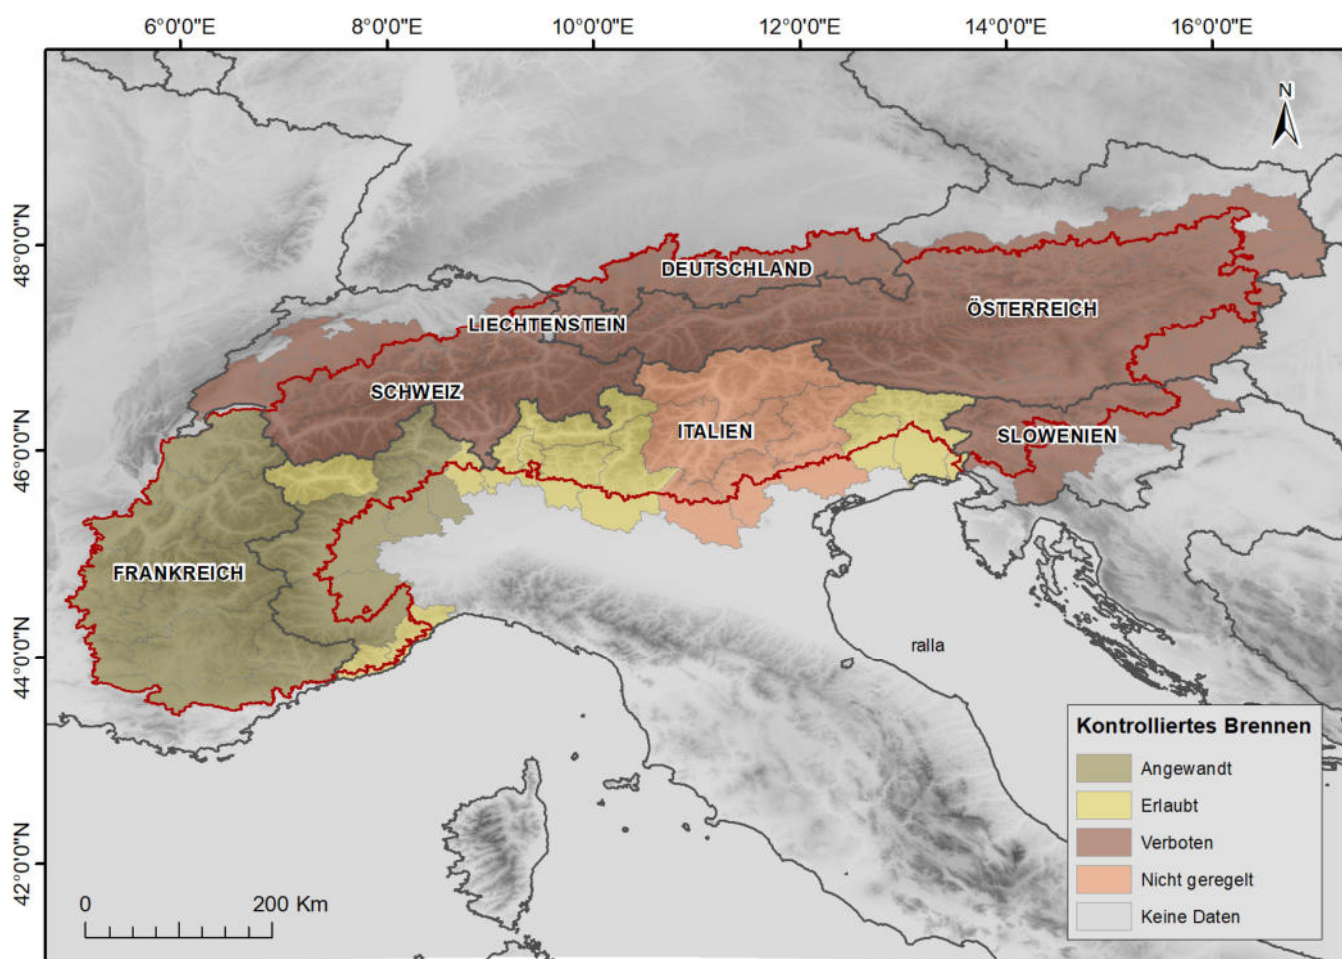 6°0'0"E 8°0'0"E 10°0'0"E 12°0'0"E 14°0'0"E 16°0'0"E
N
48°0'0"N
DEUTSCHLAND
ÖSTERREICH
LIECHTENSTEIN
SCHWEIZ
ITALIEN
SLOWENIEN
46°0'0"N
FRANKREICH
44°0'0"N
ralla
42°0'0"N
Kontrolliertes Brennen
Angewandt
Erlaubt
Verboten
Nicht geregelt
Keine Daten
0 200 Km